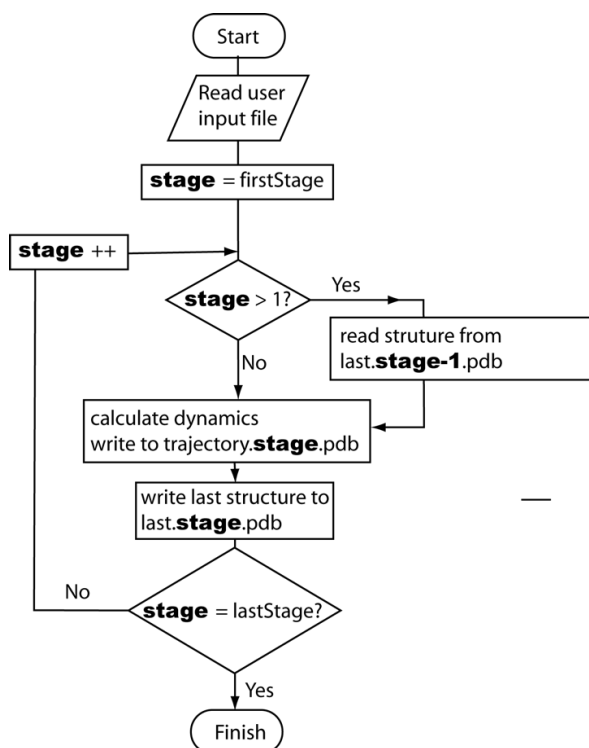 Start
Read user
input file
stage = firstStage
stage ++
stage > 1?
Yes
read struture from
last.stage-1.pdb
No
calculate dynamics
write to trajectory.stage.pdb
write last structure to
last.stage.pdb
No
stage = lastStage?
Yes
Finish